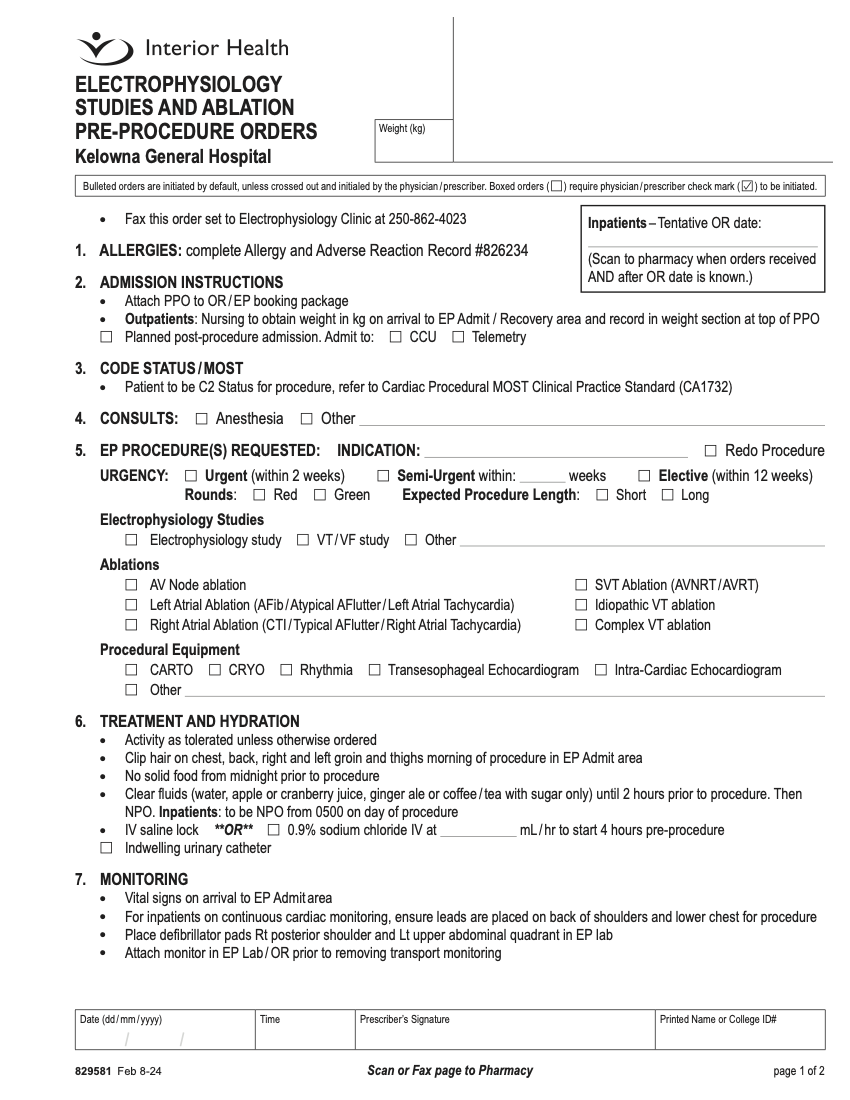 Interior Health
ELECTROPHYSIOLOGY
STUDIES AND ABLATION
PRE-PROCEDURE ORDERS
Kelowna General Hospital
Weight (kg)
Bulleted orders are initiated by default, unless crossed out and initialed by the physician/prescriber. Boxed orders (☐) require physician/prescriber check mark (☑) to be initiated.
• Fax this order set to Electrophysiology Clinic at 250-862-4023
Inpatients – Tentative OR date:
(Scan to pharmacy when orders received
AND after OR date is known.)
1. ALLERGIES: complete Allergy and Adverse Reaction Record #826234
2. ADMISSION INSTRUCTIONS
• Attach PPO to OR/EP booking package
• Outpatients: Nursing to obtain weight in kg on arrival to EP Admit / Recovery area and record in weight section at top of PPO
☐ Planned post-procedure admission. Admit to: ☐ CCU ☐ Telemetry
3. CODE STATUS/MOST
• Patient to be C2 Status for procedure, refer to Cardiac Procedural MOST Clinical Practice Standard (CA1732)
4. CONSULTS: ☐ Anesthesia ☐ Other
5. EP PROCEDURE(S) REQUESTED: INDICATION: ☐ Redo Procedure
URGENCY: ☐ Urgent (within 2 weeks) ☐ Semi-Urgent within: ______ weeks ☐ Elective (within 12 weeks)
Rounds: ☐ Red ☐ Green Expected Procedure Length: ☐ Short ☐ Long
Electrophysiology Studies
☐ Electrophysiology study ☐ VT/VF study ☐ Other
Ablations
☐ AV Node ablation ☐ SVT Ablation (AVNRT/AVRT)
☐ Left Atrial Ablation (AFib/Atypical AFlutter/Left Atrial Tachycardia) ☐ Idiopathic VT ablation
☐ Right Atrial Ablation (CTI/Typical AFlutter/Right Atrial Tachycardia) ☐ Complex VT ablation
Procedural Equipment
☐ CARTO ☐ CRYO ☐ Rhythmia ☐ Transesophageal Echocardiogram ☐ Intra-Cardiac Echocardiogram
☐ Other
6. TREATMENT AND HYDRATION
• Activity as tolerated unless otherwise ordered
• Clip hair on chest, back, right and left groin and thighs morning of procedure in EP Admit area
• No solid food from midnight prior to procedure
• Clear fluids (water, apple or cranberry juice, ginger ale or coffee/tea with sugar only) until 2 hours prior to procedure. Then
NPO. Inpatients: to be NPO from 0500 on day of procedure
• IV saline lock **OR** ☐ 0.9% sodium chloride IV at __________ mL/hr to start 4 hours pre-procedure
☐ Indwelling urinary catheter
7. MONITORING
• Vital signs on arrival to EP Admit area
• For inpatients on continuous cardiac monitoring, ensure leads are placed on back of shoulders and lower chest for procedure
• Place defibrillator pads Rt posterior shoulder and Lt upper abdominal quadrant in EP lab
• Attach monitor in EP Lab/OR prior to removing transport monitoring
Date (dd/mm/yyyy) Time Prescriber's Signature Printed Name or College ID#
/ /
829581 Feb 8-24 Scan or Fax page to Pharmacy page 1 of 2